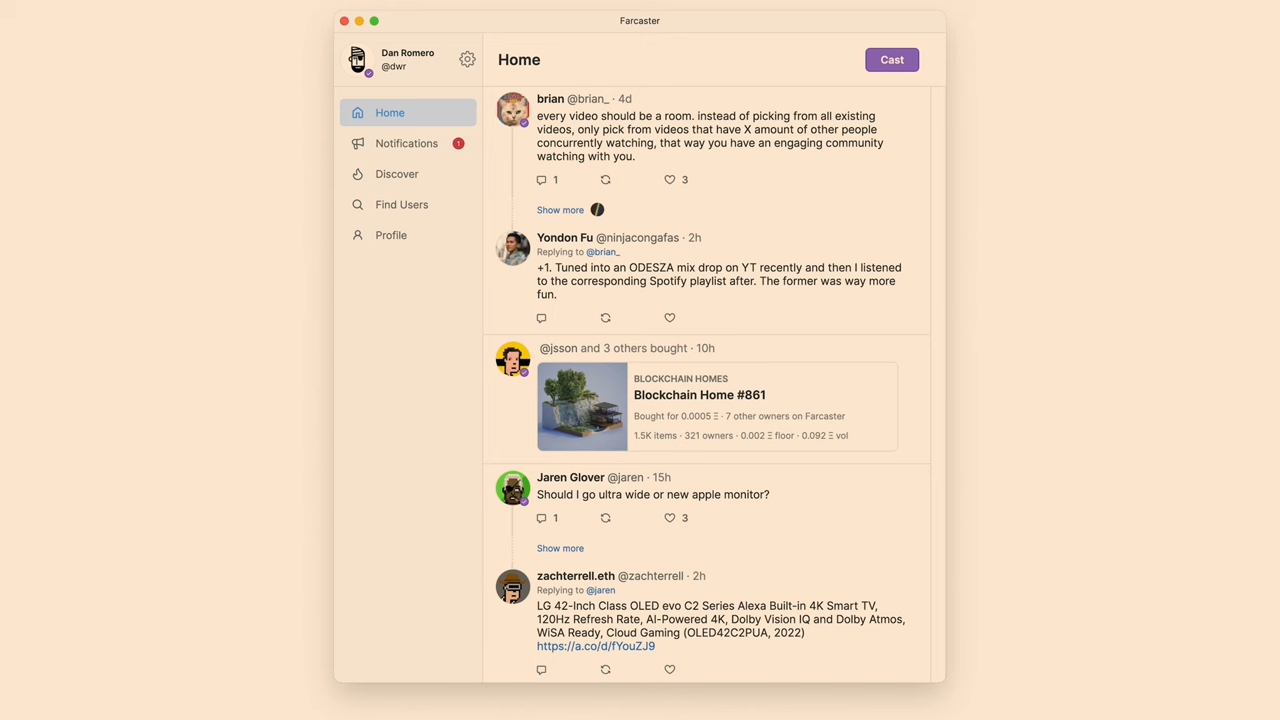 Farcaster
Dan Romero
@dwr
Home
Notifications
1
Discover
Find Users
Profile
Home
Cast
brian @brian_ · 4d
every video should be a room. instead of picking from all existing
videos, only pick from videos that have X amount of other people
concurrently watching, that way you have an engaging community
watching with you.
1
3
Show more
Yondon Fu @ninjacongafas · 2h
Replying to @brian_
+1. Tuned into an ODESZA mix drop on YT recently and then I listened
to the corresponding Spotify playlist after. The former was way more
fun.
@jsson and 3 others bought · 10h
BLOCKCHAIN HOMES
Blockchain Home #861
Bought for 0.0005 Ξ · 7 other owners on Farcaster
1.5K items · 321 owners · 0.002 Ξ floor · 0.092 Ξ vol
Jaren Glover @jaren · 15h
Should I go ultra wide or new apple monitor?
1
3
Show more
zachterrell.eth @zachterrell · 2h
Replying to @jaren
LG 42-Inch Class OLED evo C2 Series Alexa Built-in 4K Smart TV,
120Hz Refresh Rate, AI-Powered 4K, Dolby Vision IQ and Dolby Atmos,
WiSA Ready, Cloud Gaming (OLED42C2PUA, 2022)
https://a.co/d/fYouZJ9